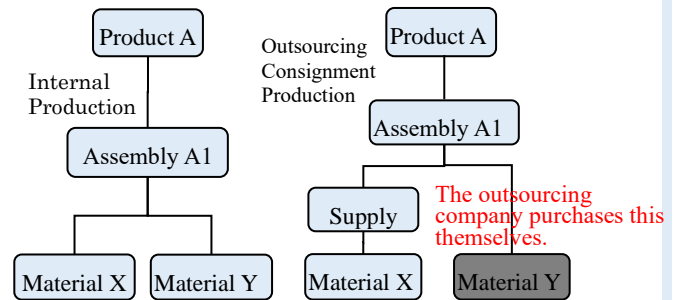 Product A
Internal
Production
Assembly A1
Material X
Material Y
Product A
Outsourcing
Consignment
Production
Assembly A1
Supply
The outsourcing
company purchases this
themselves.
Material X
Material Y